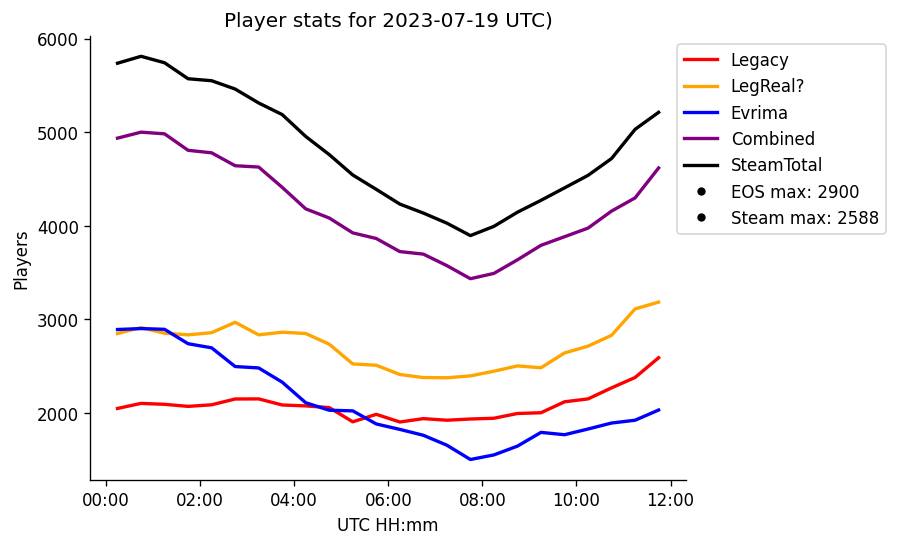 Player stats for 2023-07-19 UTC)
6000
5000
4000
3000
2000
Players
00:00 02:00 04:00 06:00 08:00 10:00 12:00
UTC HH:mm
Legacy
LegReal?
Evrima
Combined
SteamTotal
EOS max: 2900
Steam max: 2588